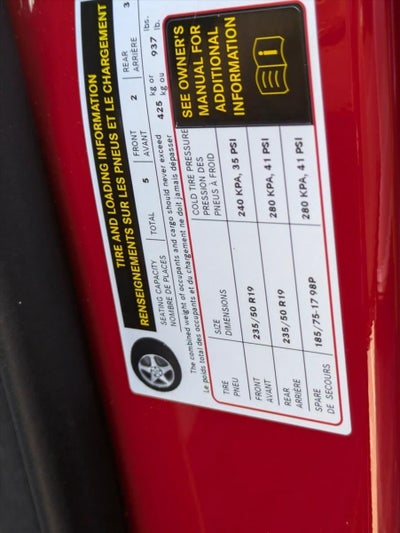 TIRE AND LOADING INFORMATION
RENSEIGNEMENTS SUR LES PNEUS ET LE CHARGEMENT
SEATING CAPACITY TOTAL 5 FRONT 2 REAR 3
NOMBRE DE PLACES AVANT ARRIÈRE
The combined weight of occupants and cargo should never exceed 425 kg or 937 lbs.
Le poids total des occupants et du chargement ne doit jamais dépasser kg ou lb.
TIRE SIZE COLD TIRE PRESSURE
PNEU DIMENSIONS PRESSION DES
PNEUS À FROID
FRONT 235/50 R19 240 KPA, 35 PSI
AVANT
REAR 235/50 R19 280 KPA, 41 PSI
ARRIÈRE
SPARE 185/75-17 98P 280 KPA, 41 PSI
DE SECOURS
SEE OWNER'S
MANUAL FOR
ADDITIONAL
INFORMATION